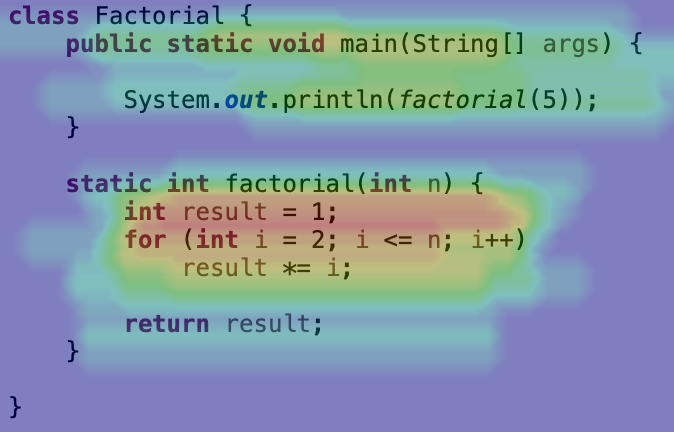 class Factorial {
    public static void main(String[] args) {
        System.out.println(factorial(5));
    }
    static int factorial(int n) {
        int result = 1;
        for (int i = 2; i <= n; i++)
            result *= i;
        return result;
    }
}